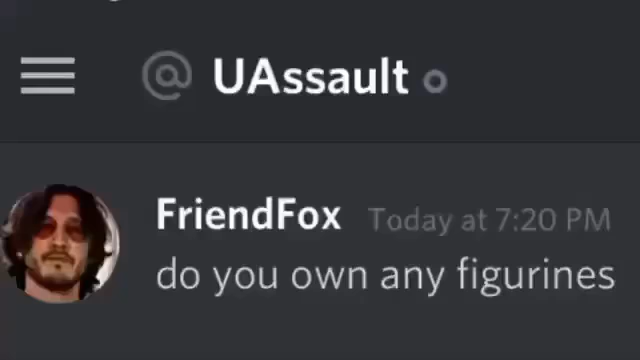 @ UAssault
FriendFox Today at 7:20 PM
do you own any figurines